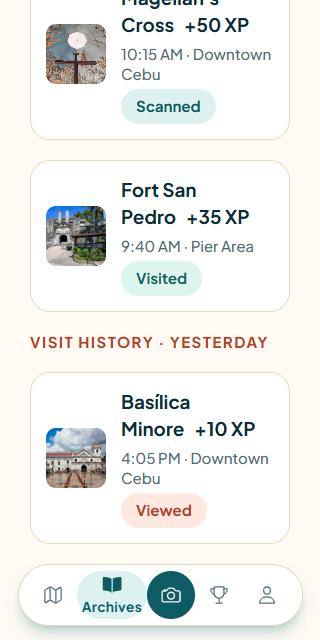 Magellan's
Cross +50 XP
10:15 AM · Downtown
Cebu
Scanned
Fort San
Pedro +35 XP
9:40 AM · Pier Area
Visited
VISIT HISTORY · YESTERDAY
Basílica
Minore +10 XP
4:05 PM · Downtown
Cebu
Viewed
Archives